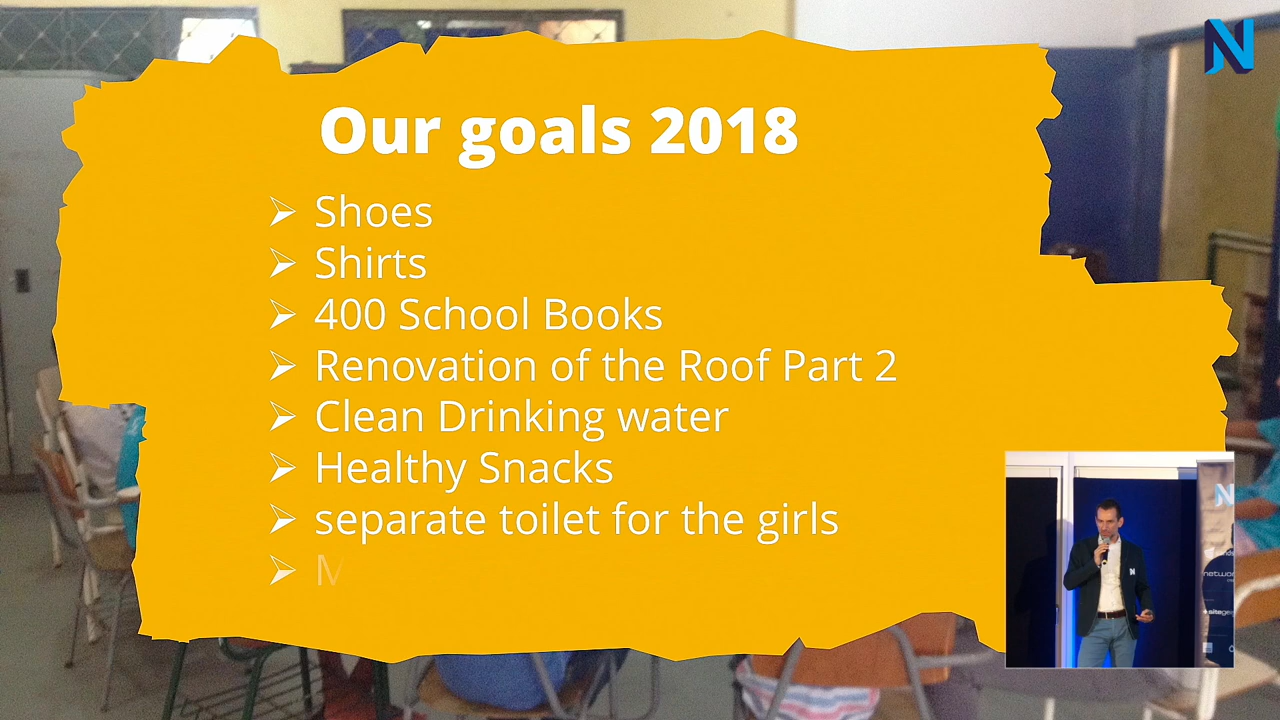 Our goals 2018
Shoes
Shirts
400 School Books
Renovation of the Roof Part 2
Clean Drinking water
Healthy Snacks
separate toilet for the girls
M
N
N